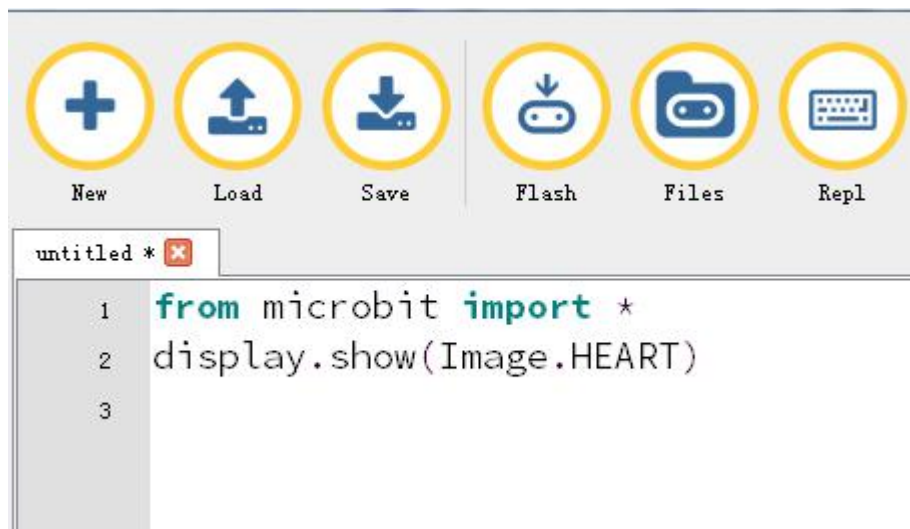 New Load Save Flash Files Repl
untitled *
1 from microbit import *
2 display.show(Image.HEART)
3